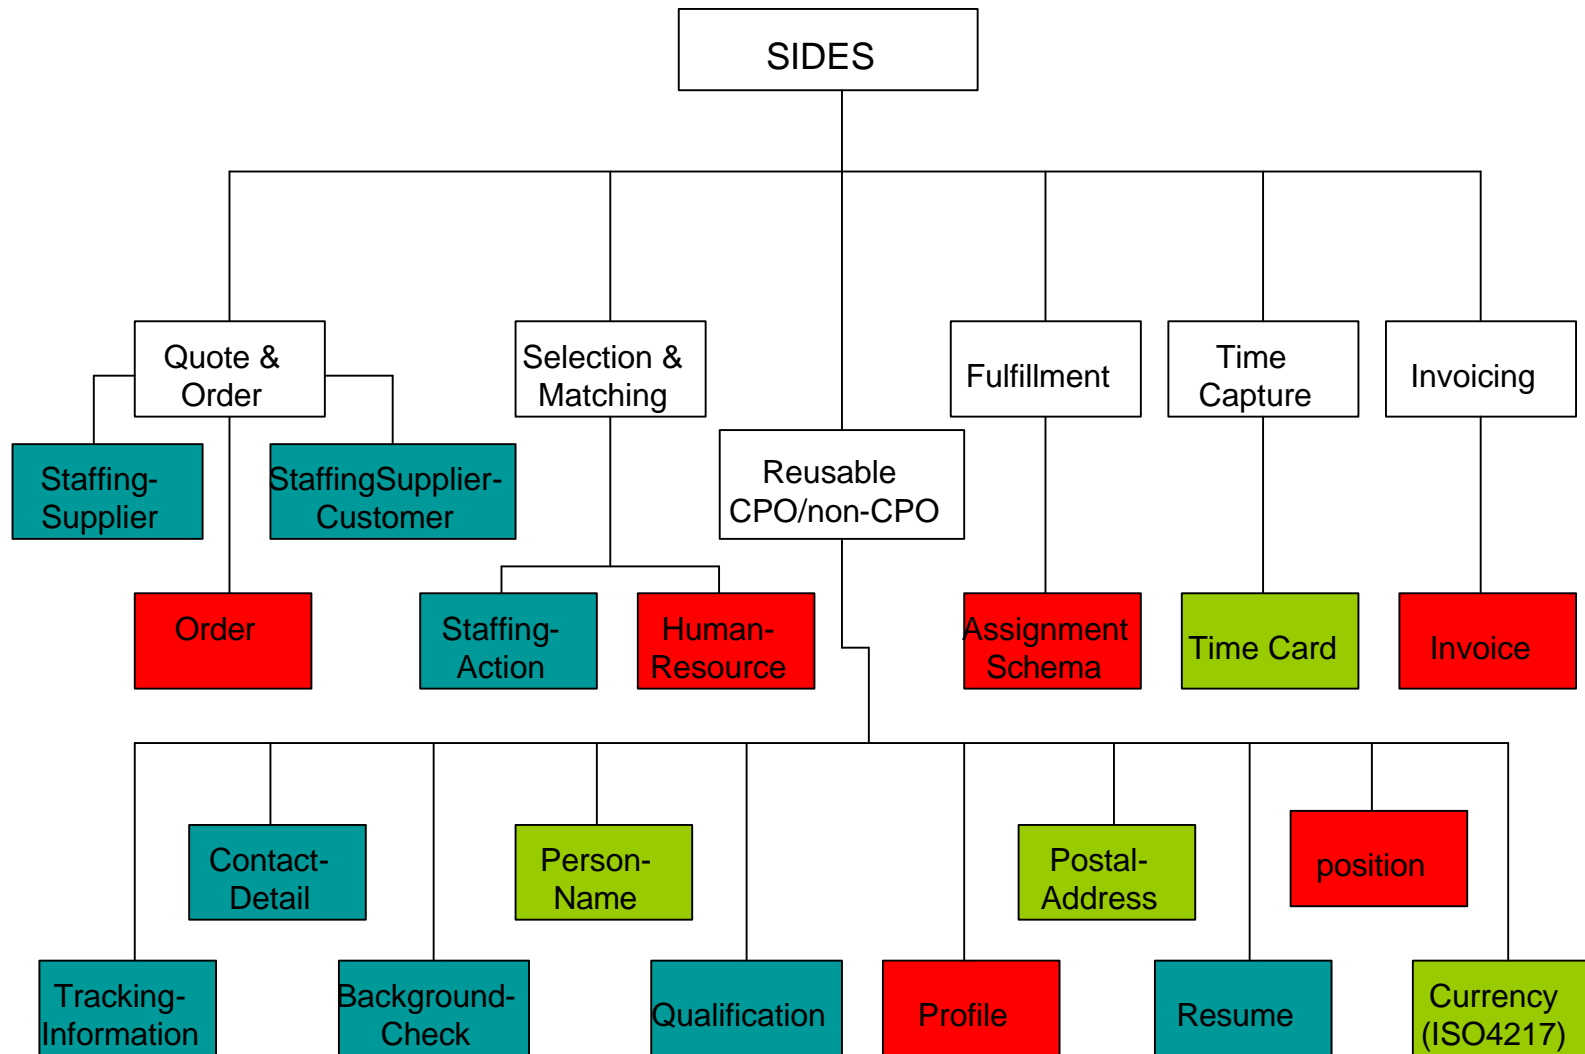 SIDES
Quote &
Order
Selection &
Matching
Fulfillment
Time
Capture
Invoicing
Staffing-
Supplier
StaffingSupplier-
Customer
Reusable
CPO/non-CPO
Order
Staffing-
Action
Human-
Resource
Assignment
Schema
Time Card
Invoice
Contact-
Detail
Person-
Name
Postal-
Address
position
Tracking-
Information
Background-
Check
Qualification
Profile
Resume
Currency
(ISO4217)